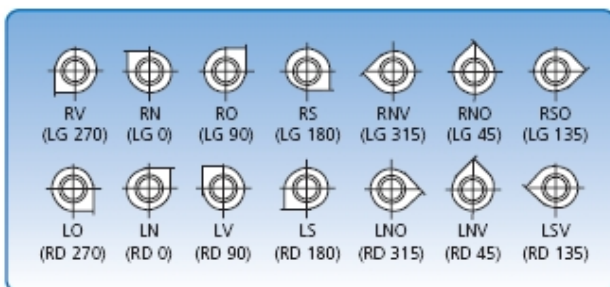 RV RN RO RS RNV RNO RSO
(LG 270) (LG 0) (LG 90) (LG 180) (LG 315) (LG 45) (LG 135)
LO LN LV LS LNO LNV LSV
(RD 270) (RD 0) (RD 90) (RD 180) (RD 315) (RD 45) (RD 135)